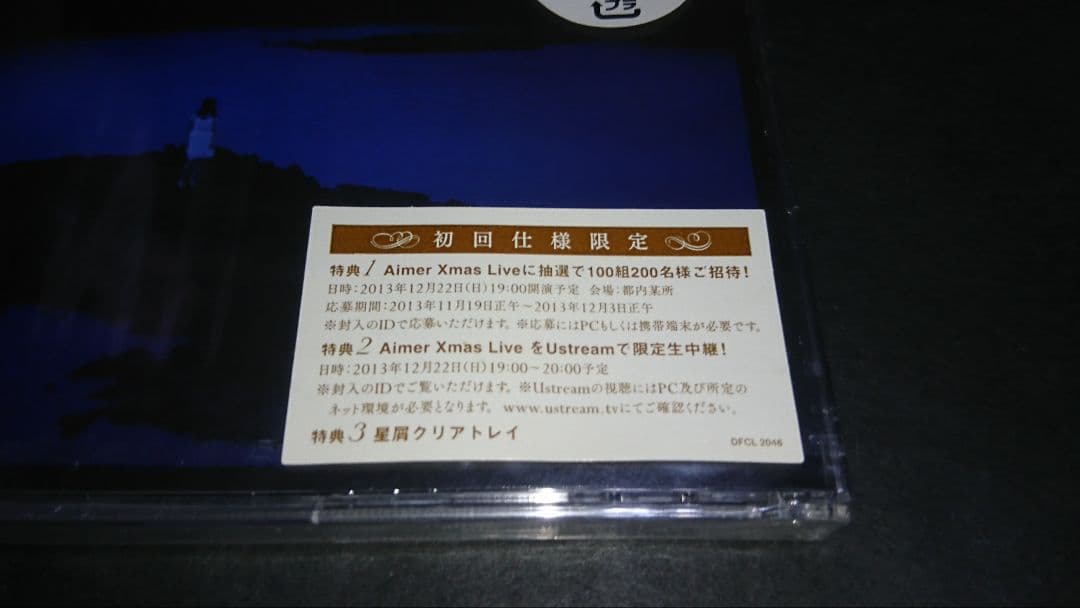 プラ
初回仕様限定
特典1 Aimer Xmas Liveに抽選で100組200名様ご招待!
日時:2013年12月22日(日)19:00開演予定 会場:都内某所
応募期間:2013年11月19日正午～2013年12月3日正午
※封入のIDで応募いただけます。※応募にはPCもしくは携帯端末が必要です。
特典2 Aimer Xmas Live をUstreamで限定生中継!
日時:2013年12月22日(日)19:00～20:00予定
※封入のIDでご覧いただけます。※Ustreamの視聴にはPC及び所定の
ネット環境が必要となります。 www.ustream.tvにてご確認ください。
特典3 星屑クリアトレイ
DFCL 2046